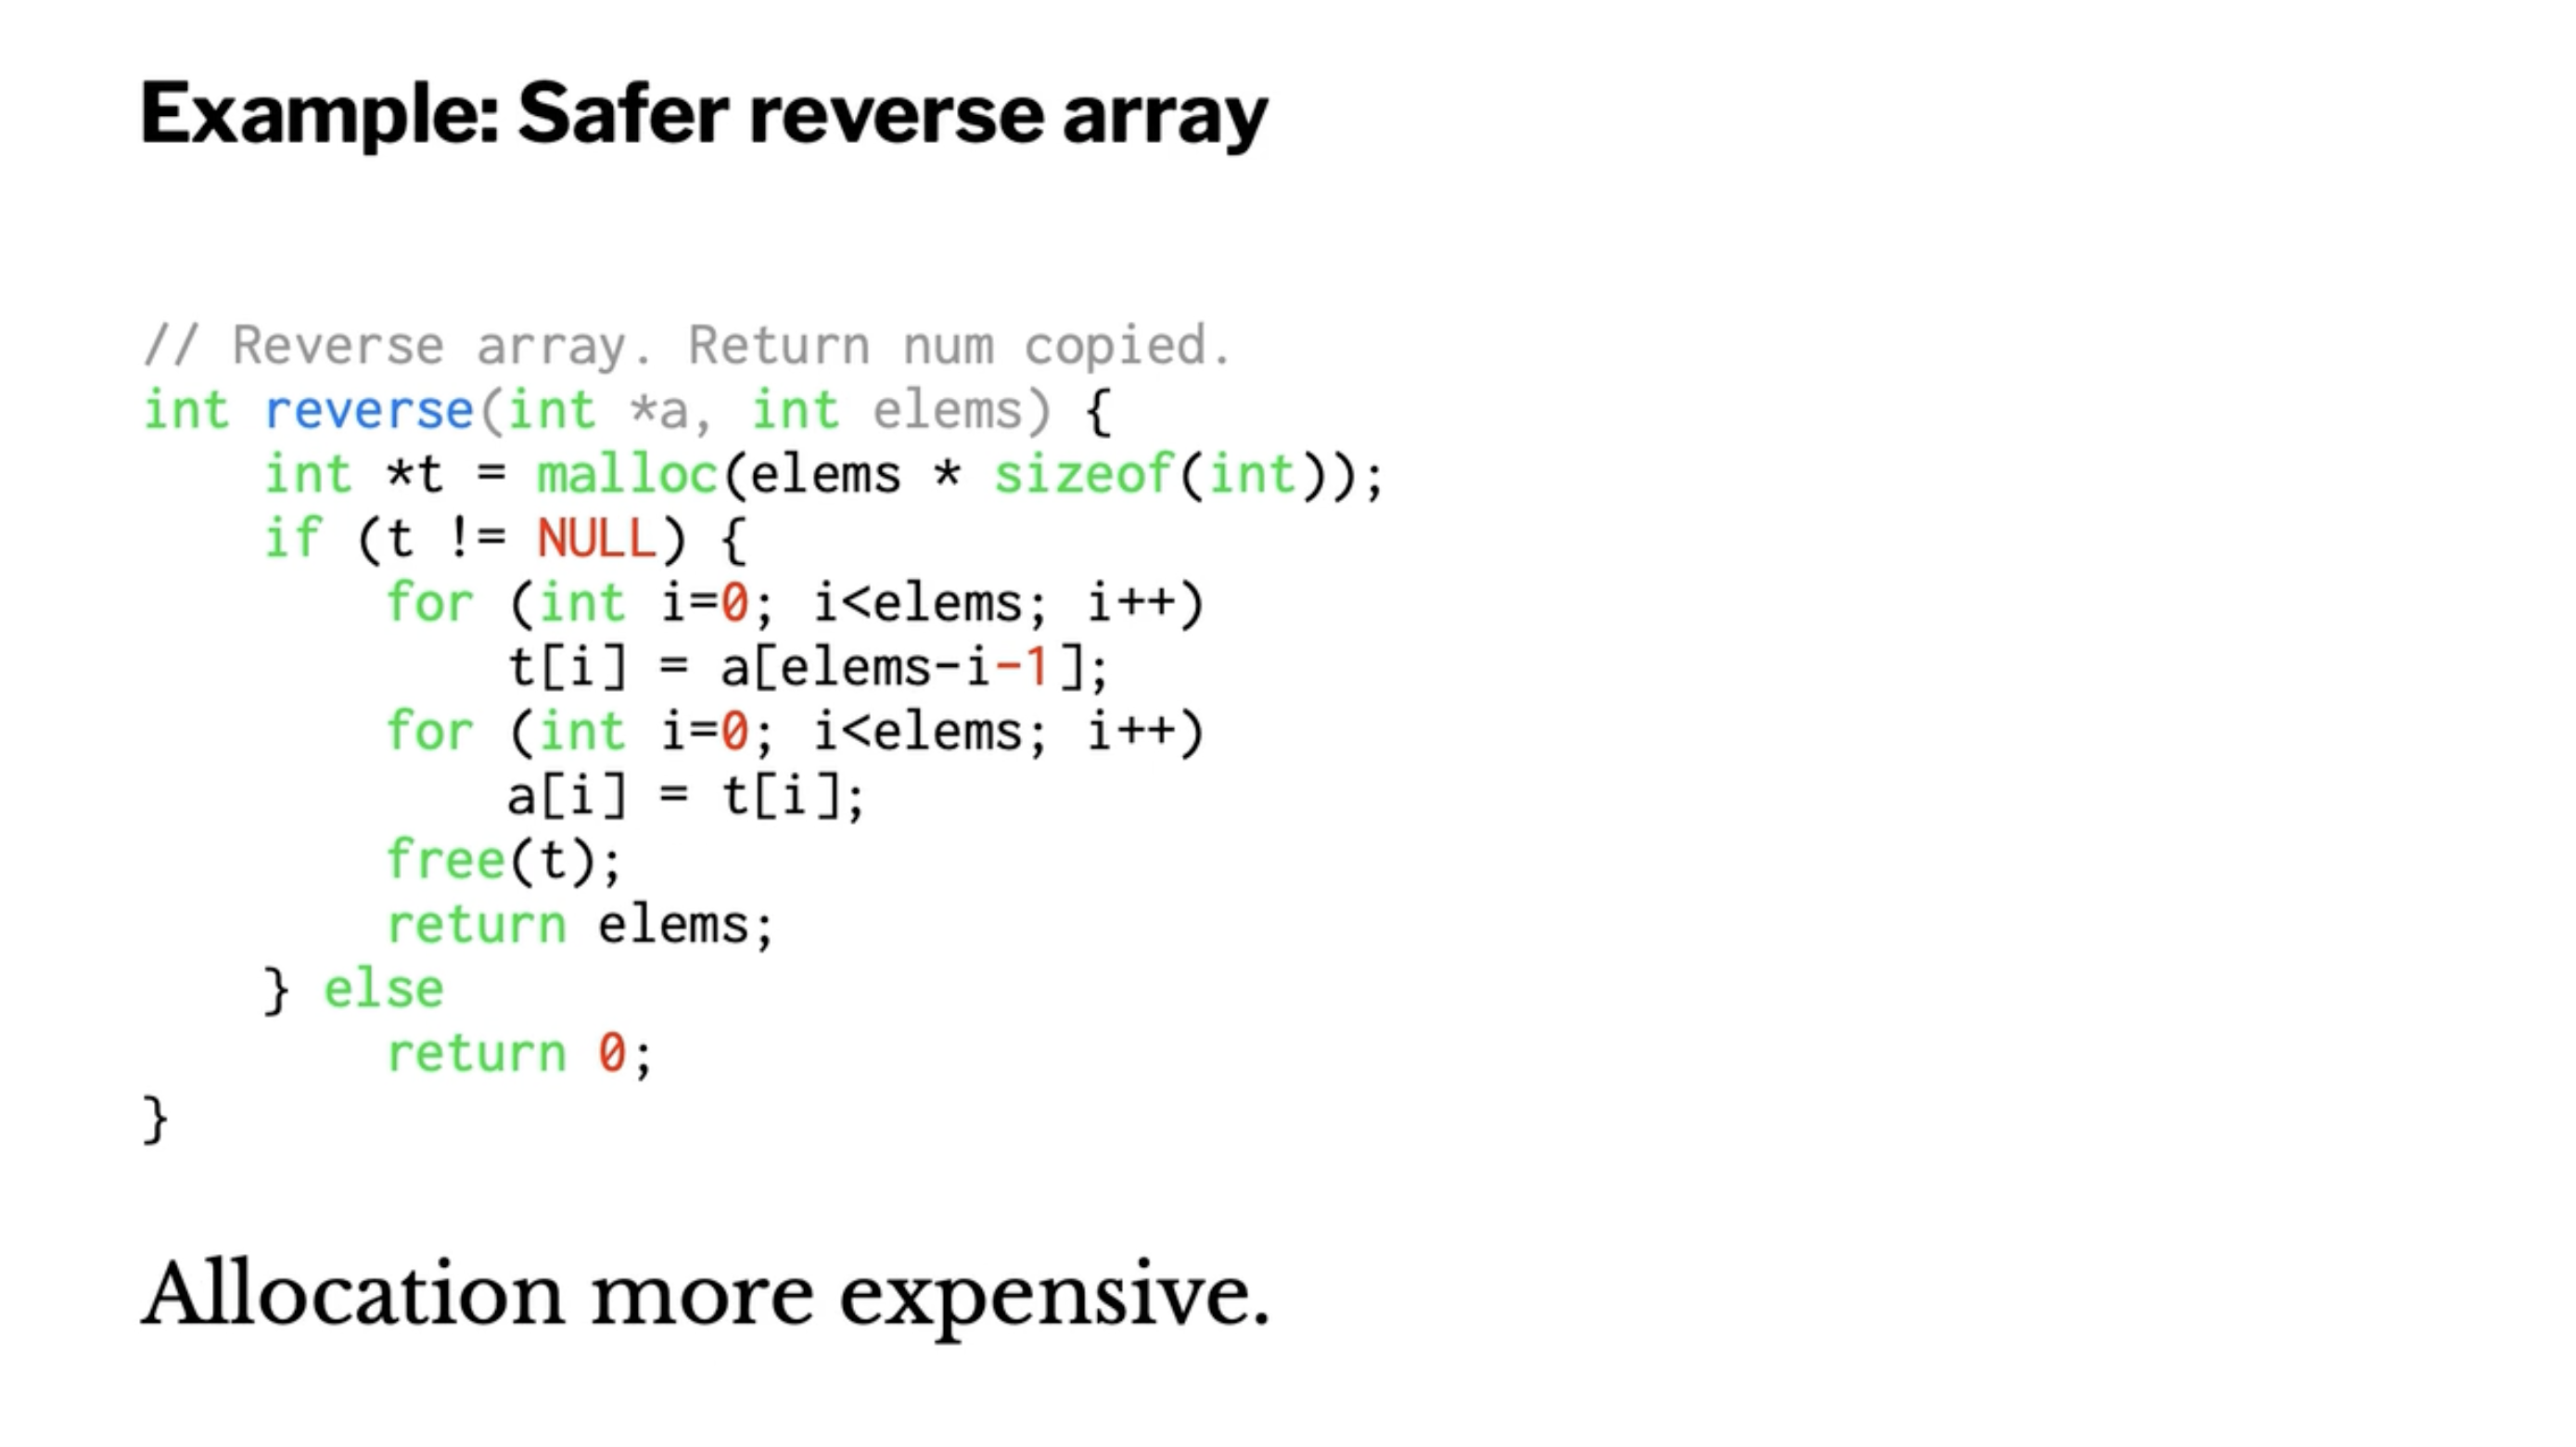 Example: Safer reverse array
// Reverse array. Return num copied.
int reverse(int *a, int elems) {
    int *t = malloc(elems * sizeof(int));
    if (t != NULL) {
        for (int i=0; i<elems; i++)
            t[i] = a[elems-i-1];
        for (int i=0; i<elems; i++)
            a[i] = t[i];
        free(t);
        return elems;
    } else
        return 0;
}
Allocation more expensive.